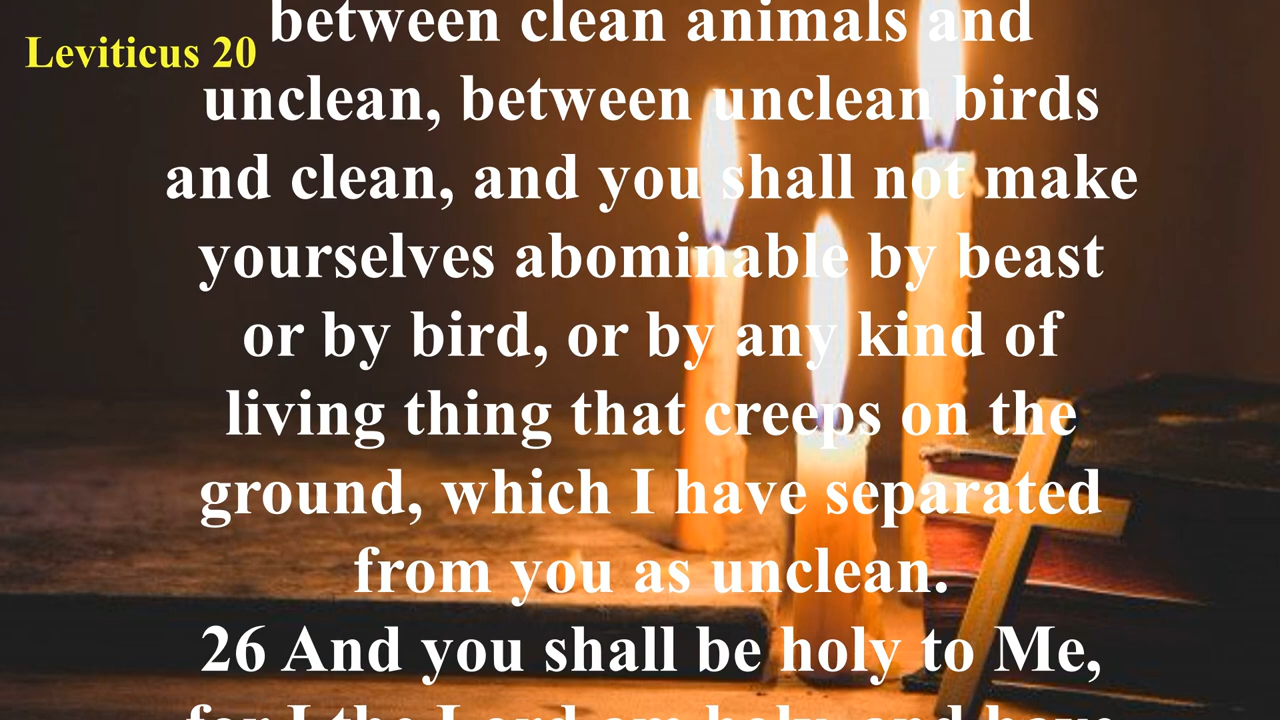 Leviticus 20
between clean animals and
unclean, between unclean birds
and clean, and you shall not make
yourselves abominable by beast
or by bird, or by any kind of
living thing that creeps on the
ground, which I have separated
from you as unclean.
26 And you shall be holy to Me,
for I the Lord am holy, and have